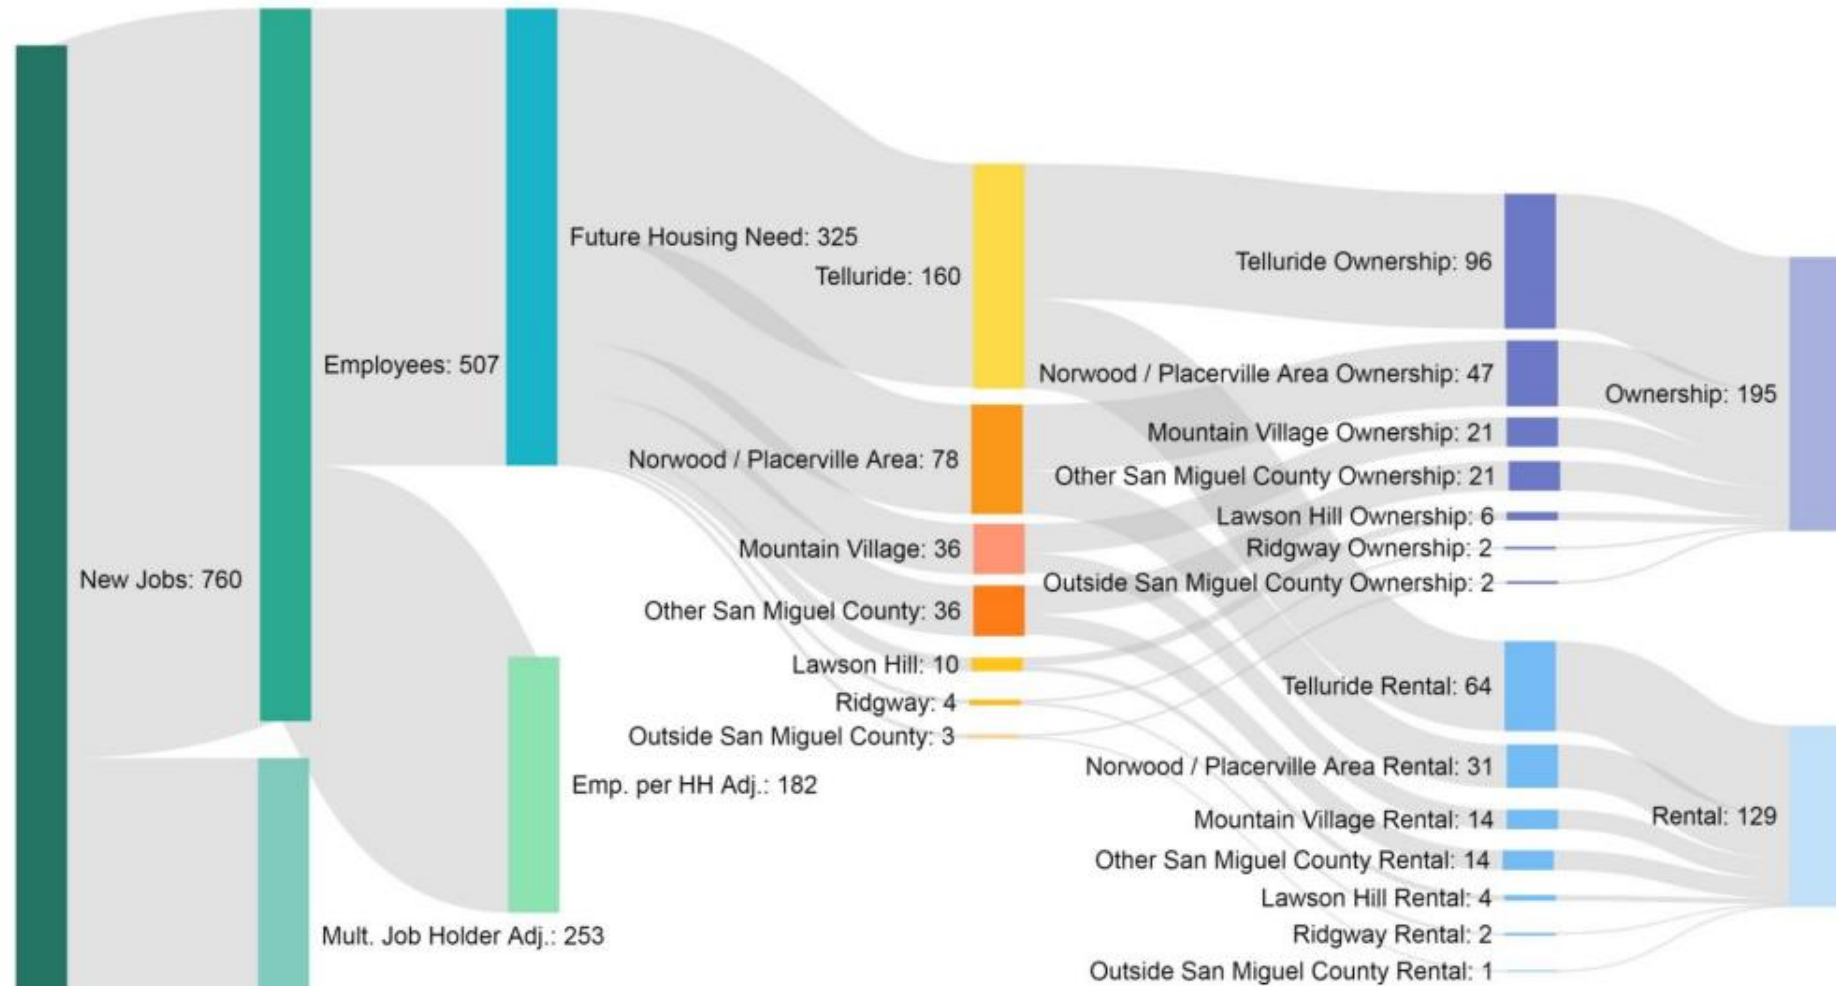 New Jobs: 760
Employees: 507
Mult. Job Holder Adj.: 253
Future Housing Need: 325
Emp. per HH Adj.: 182
Telluride: 160
Norwood / Placerville Area: 78
Mountain Village: 36
Other San Miguel County: 36
Lawson Hill: 10
Ridgway: 4
Outside San Miguel County: 3
Telluride Ownership: 96
Norwood / Placerville Area Ownership: 47
Mountain Village Ownership: 21
Other San Miguel County Ownership: 21
Lawson Hill Ownership: 6
Ridgway Ownership: 2
Outside San Miguel County Ownership: 2
Telluride Rental: 64
Norwood / Placerville Area Rental: 31
Mountain Village Rental: 14
Other San Miguel County Rental: 14
Lawson Hill Rental: 4
Ridgway Rental: 2
Outside San Miguel County Rental: 1
Ownership: 195
Rental: 129